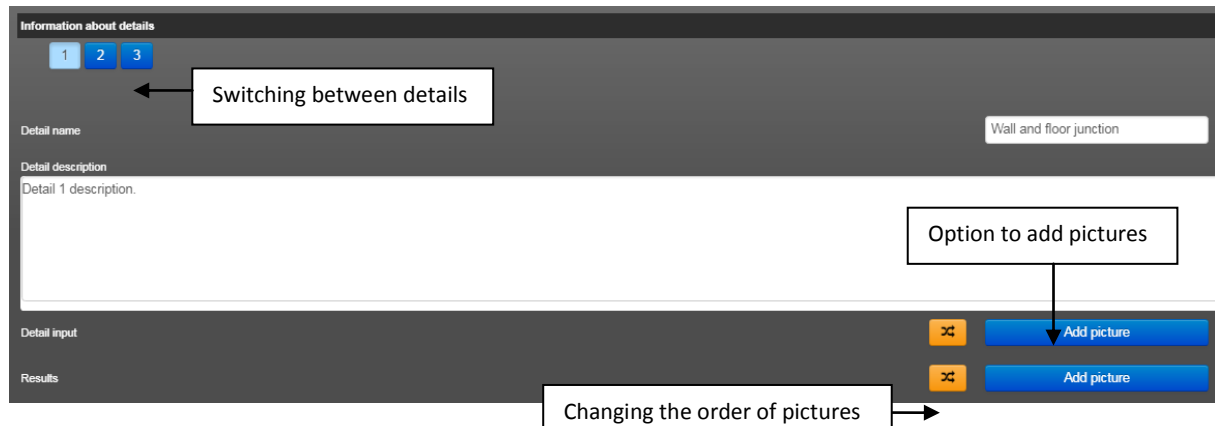 Information about details
1 2 3
Switching between details
Detail name
Wall and floor junction
Detail description
Detail 1 description.
Option to add pictures
Detail input
Add picture
Results
Add picture
Changing the order of pictures